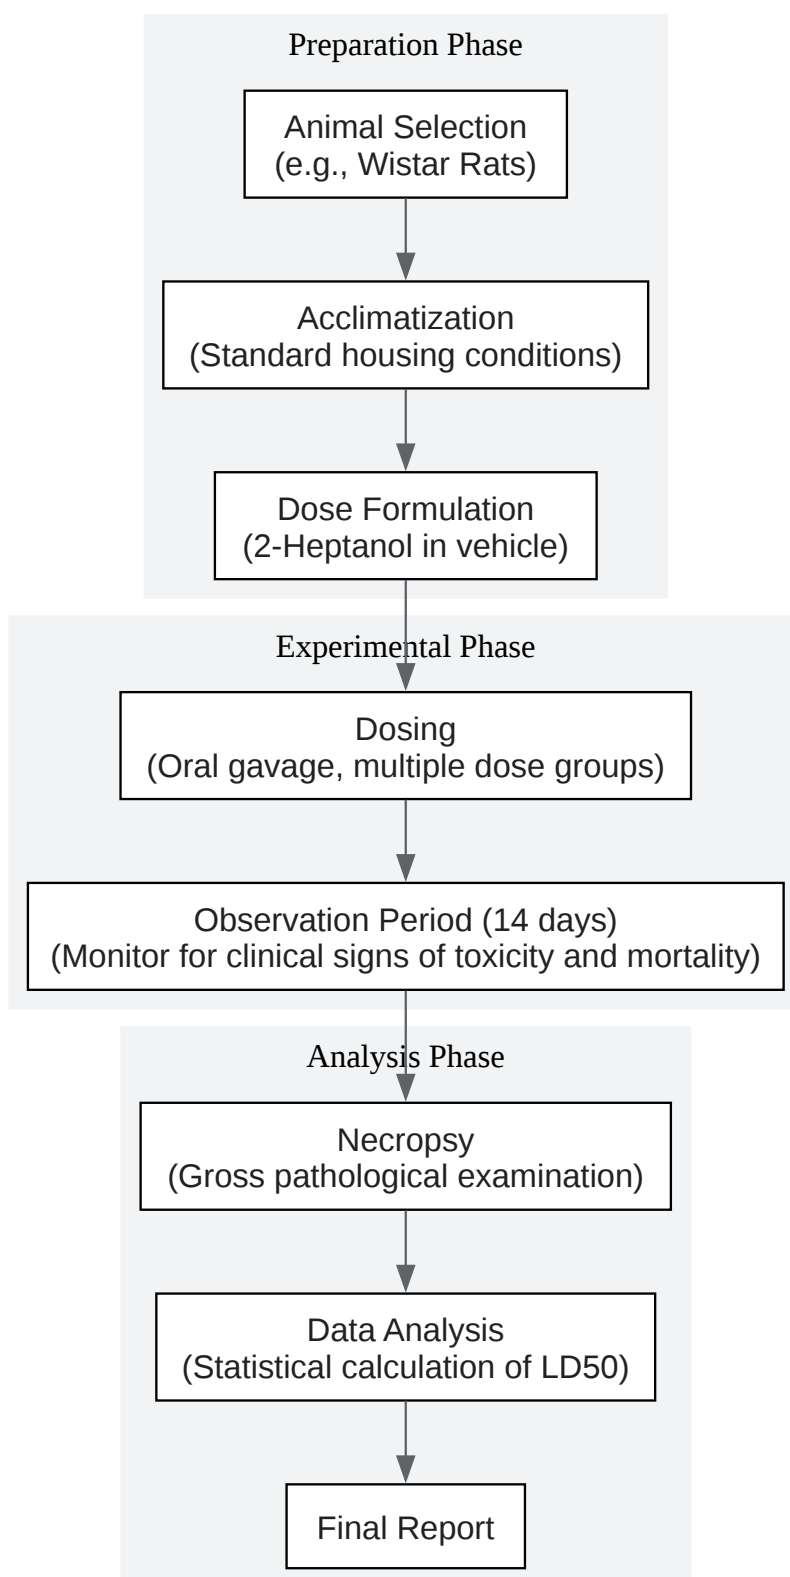 Preparation Phase
Animal Selection
(e.g., Wistar Rats)
Acclimatization
(Standard housing conditions)
Dose Formulation
(2-Heptanol in vehicle)
Experimental Phase
Dosing
(Oral gavage, multiple dose groups)
Observation Period (14 days)
(Monitor for clinical signs of toxicity and mortality)
Analysis Phase
Necropsy
(Gross pathological examination)
Data Analysis
(Statistical calculation of LD50)
Final Report